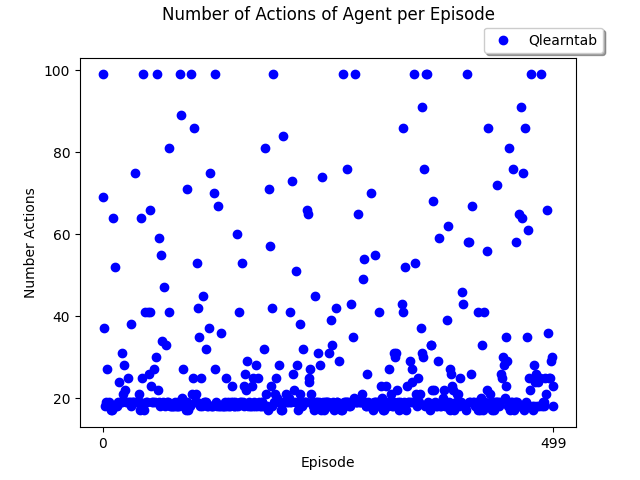 Number of Actions of Agent per Episode
Qlearntab
100
80
60
40
20
Number Actions
0
499
Episode